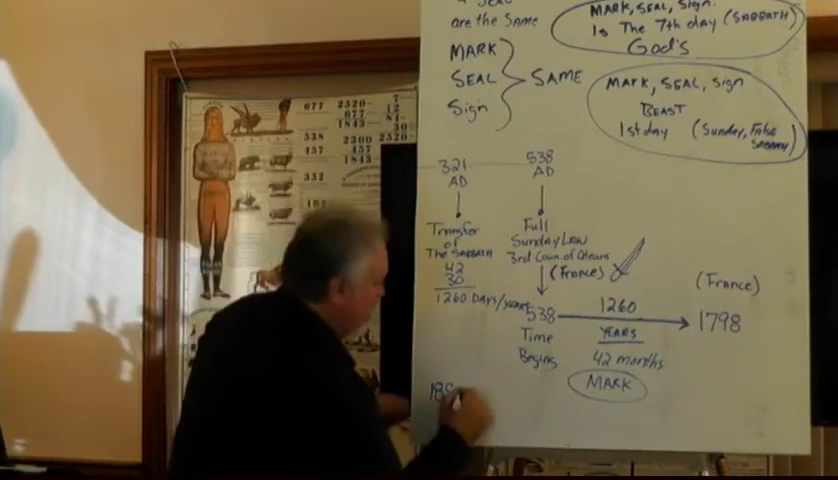 SEAL
are the Same
MARK
SEAL
Sign
SAME
MARK, SEAL, Sign.
Is The 7th day (SABBATH)
God's
MARK, SEAL, Sign
BEAST
1st day (Sunday, False
SABBATH)
321
AD
Transfer
of
The SABBATH
42
30
1260 DAYS/YEARS
538
AD
Full
Sunday LAW
3rd Coun. of Orleans
(France)
538
Time
Begins
1260
YEARS
42 months
MARK
(France)
1798
677
2520
7
677
12
1843
84
30
538
457
2300
2520
457
1843
332